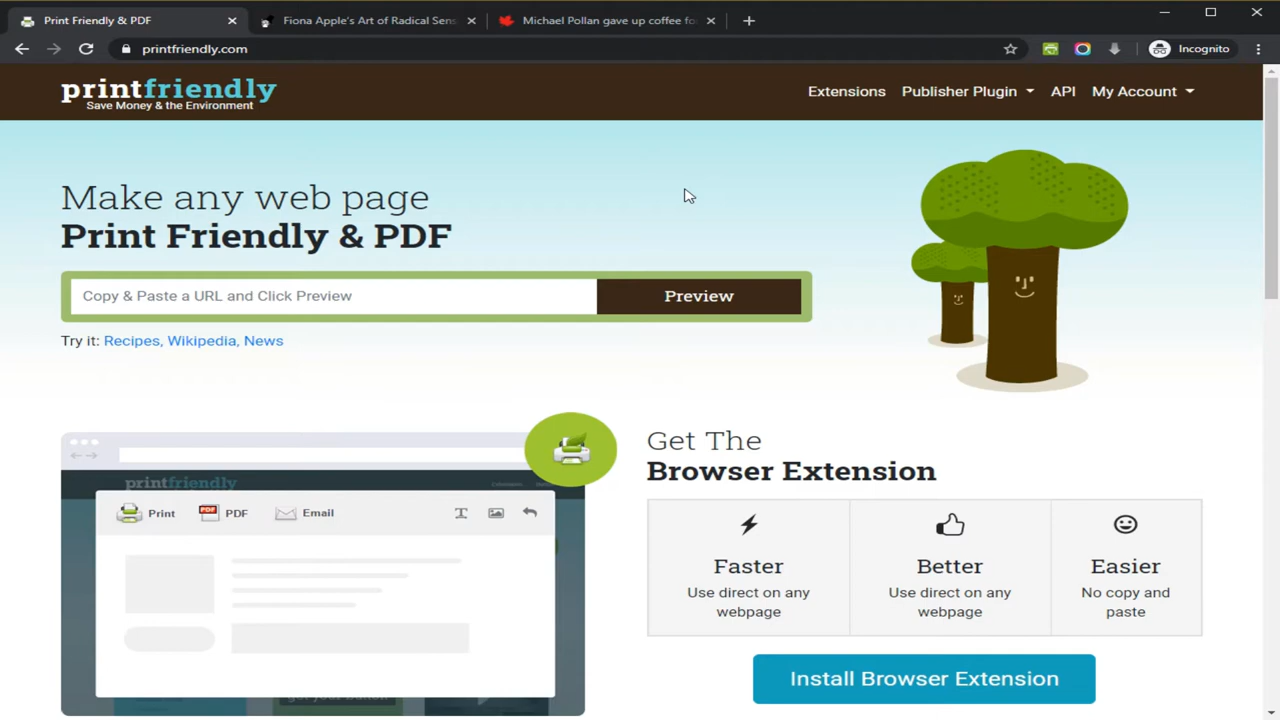 Print Friendly & PDF
Fiona Apple's Art of Radical Sens
Michael Pollan gave up coffee fo
printfriendly.com
Incognito
printfriendly
Save Money & the Environment
Extensions
Publisher Plugin
API
My Account
Make any web page
Print Friendly & PDF
Copy & Paste a URL and Click Preview
Preview
Try it: Recipes, Wikipedia, News
printfriendly
Print
PDF
PDF
Email
T
Get The
Browser Extension
Faster
Use direct on any
webpage
Better
Use direct on any
webpage
Easier
No copy and
paste
Install Browser Extension